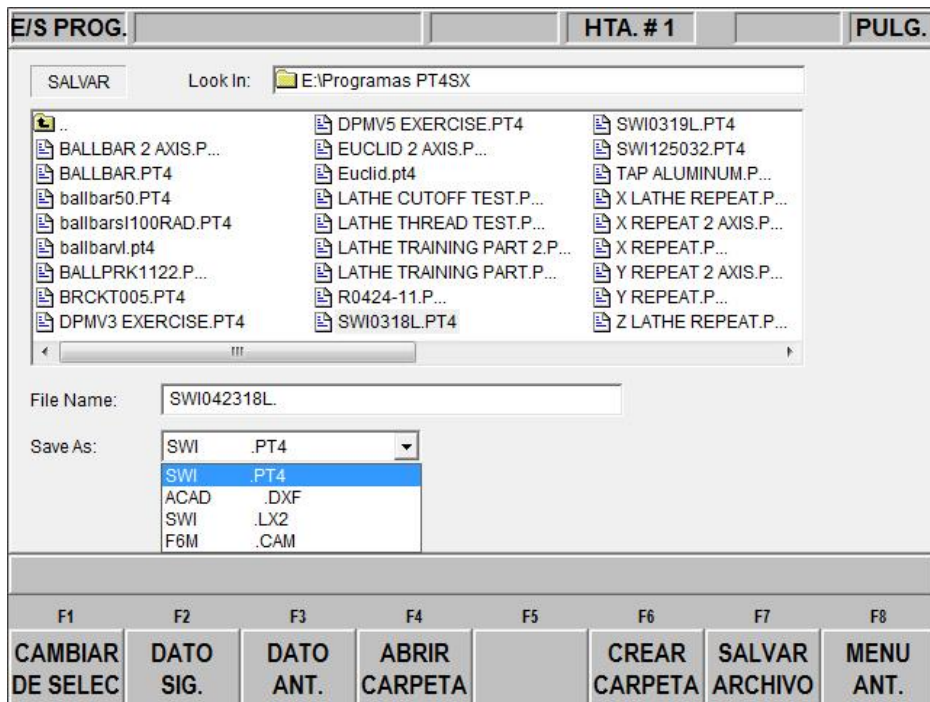 E/S PROG. HTA. # 1 PULG.
SALVAR Look In: E:\Programas PT4SX
.. DPMV5 EXERCISE.PT4 SWI0319L.PT4
BALLBAR 2 AXIS.P... EUCLID 2 AXIS.P... SWI125032.PT4
BALLBAR.PT4 Euclid.pt4 TAP ALUMINUM.P...
ballbar50.PT4 LATHE CUTOFF TEST.P... X LATHE REPEAT.P...
ballbarsl100RAD.PT4 LATHE THREAD TEST.P... X REPEAT 2 AXIS.P...
ballbarvl.pt4 LATHE TRAINING PART 2.P... X REPEAT.P...
BALLPRK1122.P... LATHE TRAINING PART.P... Y REPEAT 2 AXIS.P...
BRCKT005.PT4 R0424-11.P... Y REPEAT.P...
DPMV3 EXERCISE.PT4 SWI0318L.PT4 Z LATHE REPEAT.P...
File Name: SWI042318L.
Save As: SWI .PT4
SWI .PT4
ACAD .DXF
SWI .LX2
F6M .CAM
F1 F2 F3 F4 F5 F6 F7 F8
CAMBIAR DATO DATO ABRIR CREAR SALVAR MENU
DE SELEC SIG. ANT. CARPETA CARPETA ARCHIVO ANT.